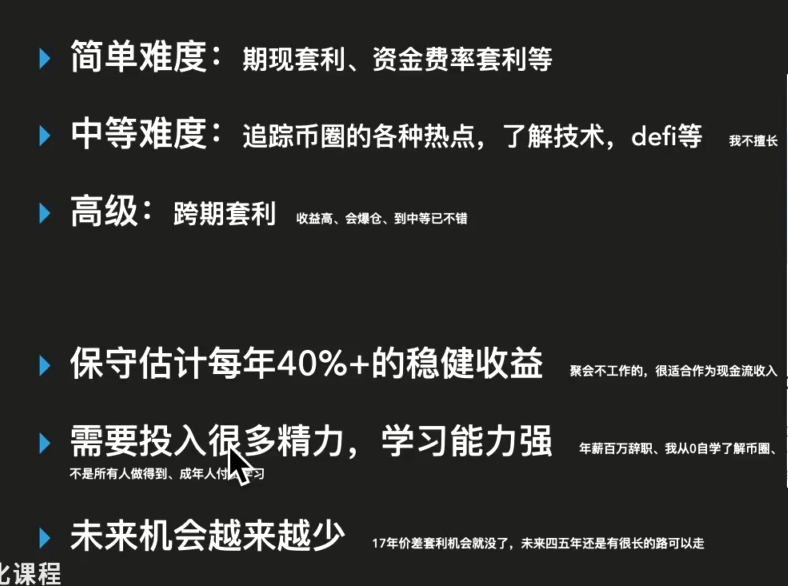 简单难度：期现套利、资金费率套利等
中等难度：追踪币圈的各种热点，了解技术，defi等 我不擅长
高级：跨期套利 收益高、会爆仓、到中等已不错
保守估计每年40%+的稳健收益 聚会不工作的，很适合作为现金流收入
需要投入很多精力，学习能力强 年薪百万辞职、我从0自学了解币圈、
不是所有人做得到、成年人付费学习
未来机会越来越少 17年价差套利机会就没了，未来四五年还是有很长的路可以走
化课程